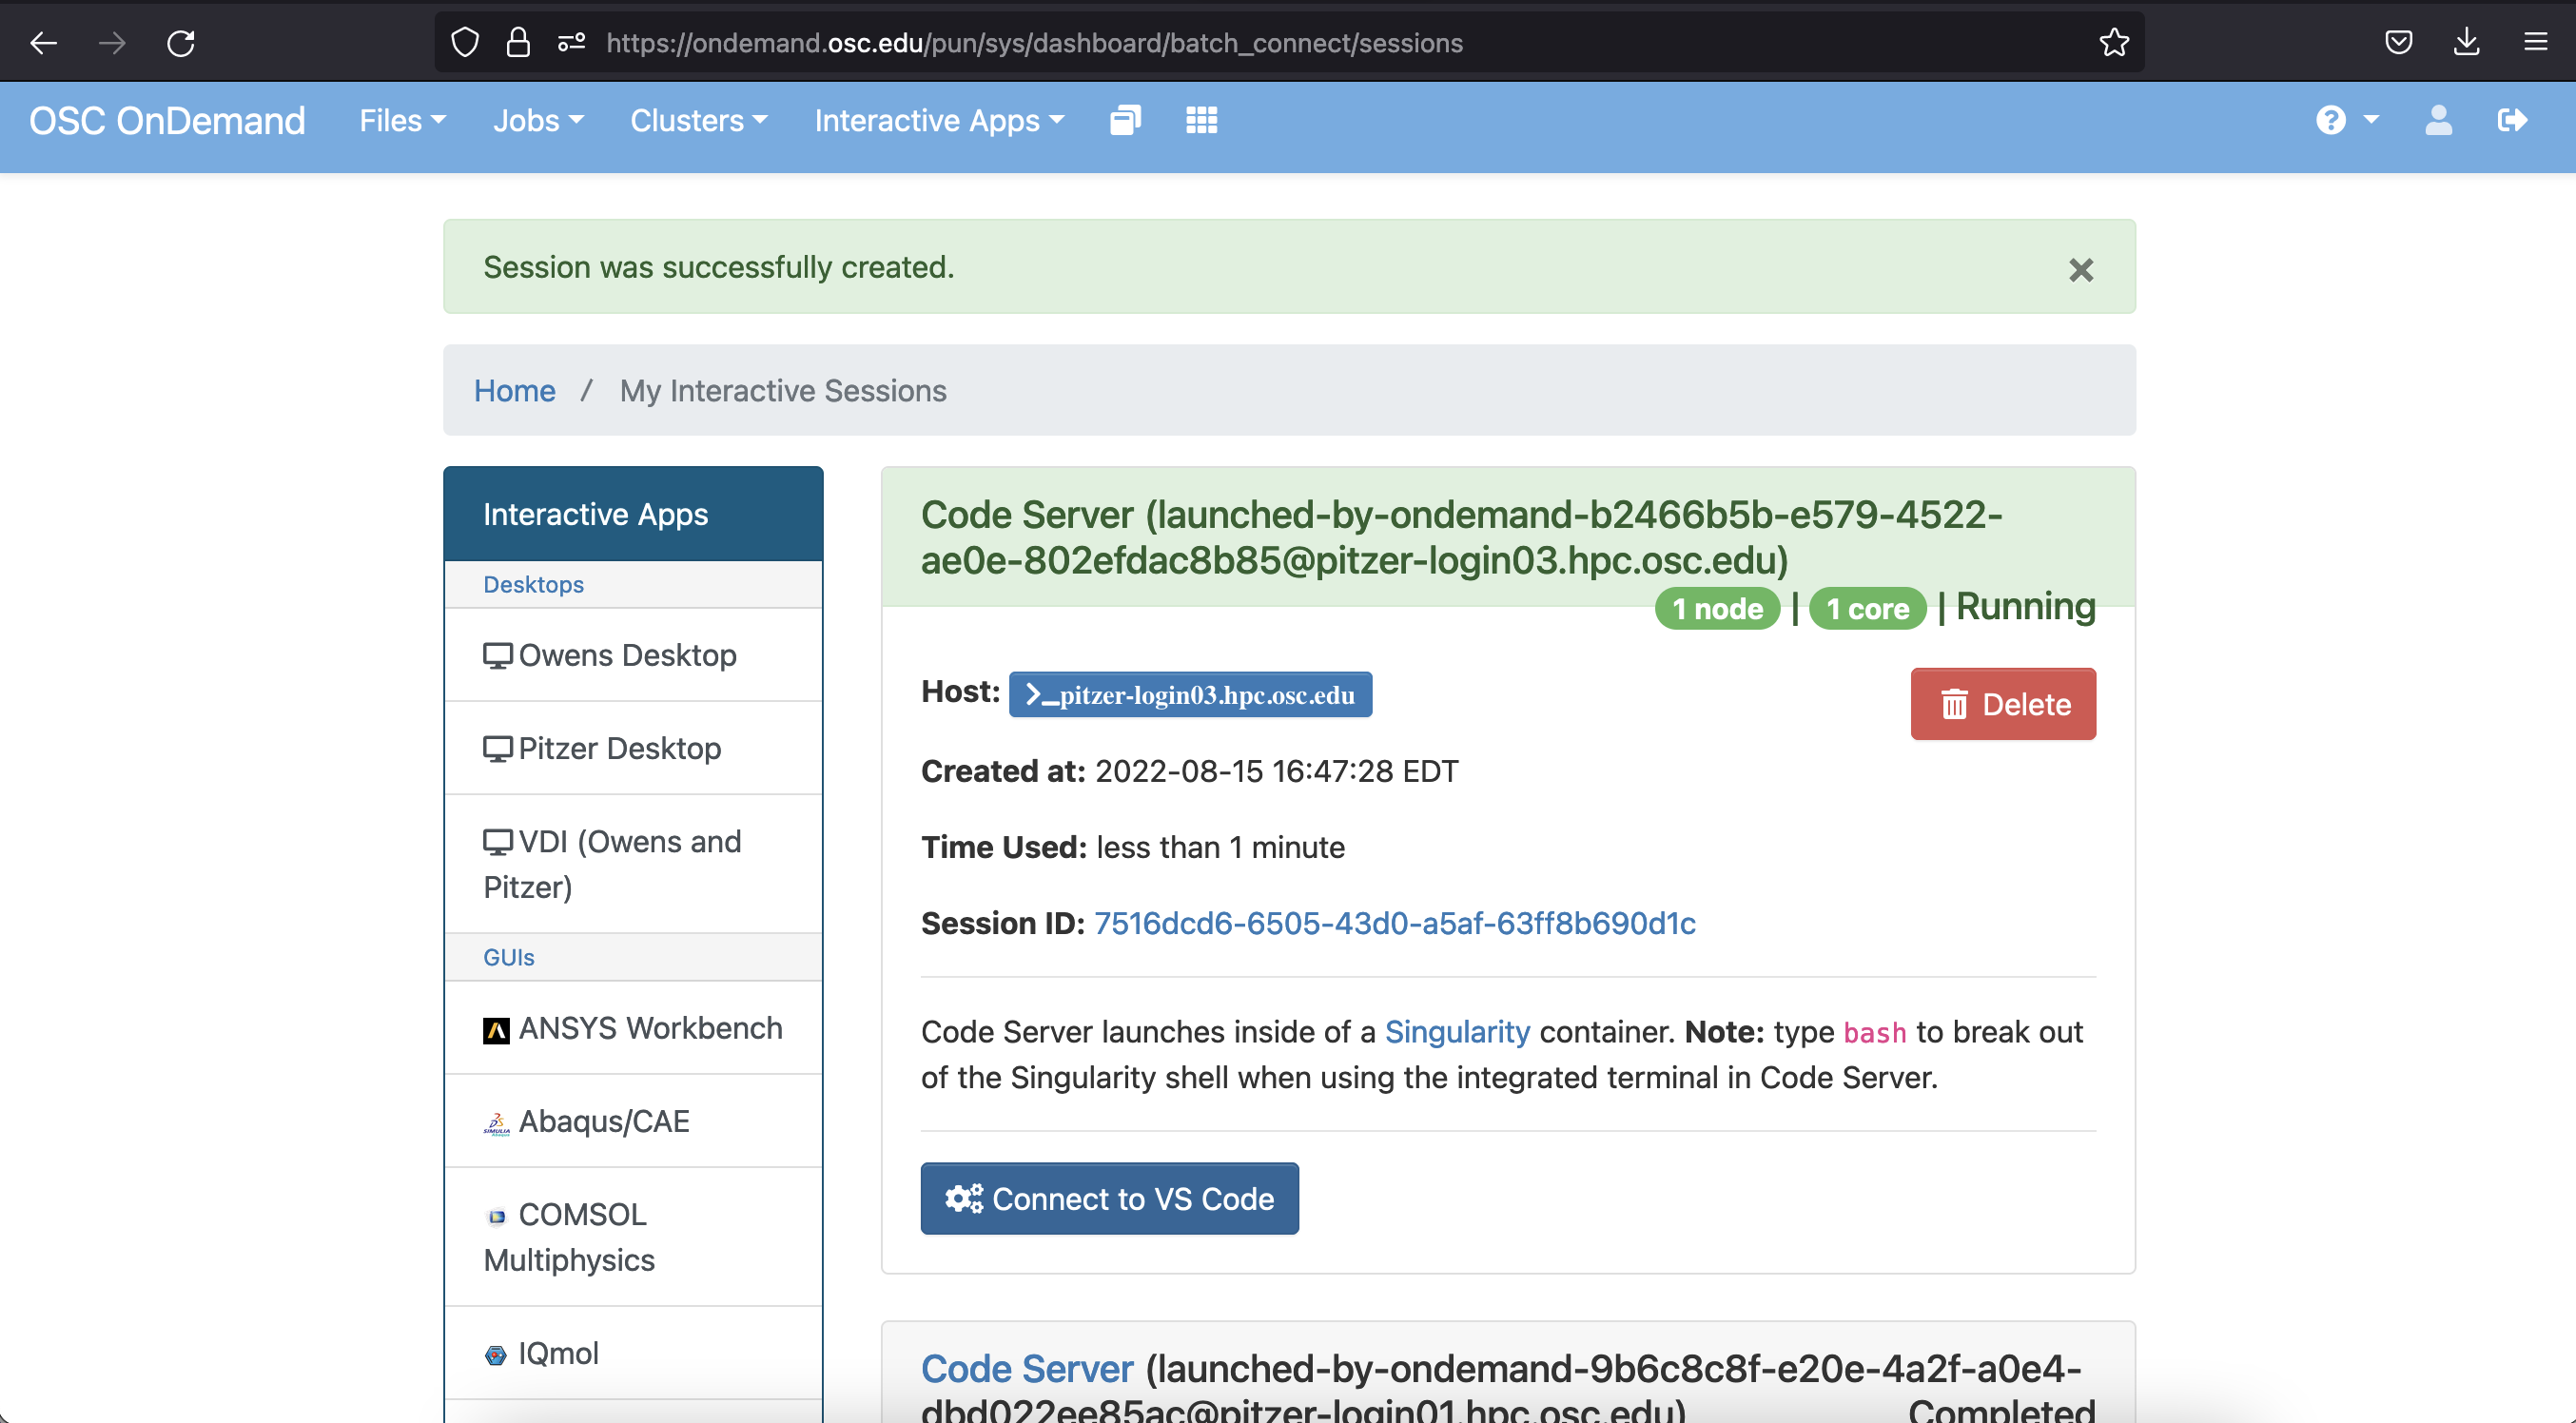 https://ondemand.osc.edu/pun/sys/dashboard/batch_connect/sessions
OSC OnDemand Files Jobs Clusters Interactive Apps
Session was successfully created.
Home / My Interactive Sessions
Interactive Apps
Desktops
Owens Desktop
Pitzer Desktop
VDI (Owens and
Pitzer)
GUIs
ANSYS Workbench
Abaqus/CAE
COMSOL
Multiphysics
IQmol
Code Server (launched-by-ondemand-b2466b5b-e579-4522-
ae0e-802efdac8b85@pitzer-login03.hpc.osc.edu)
1 node | 1 core | Running
Host: >_pitzer-login03.hpc.osc.edu
Delete
Created at: 2022-08-15 16:47:28 EDT
Time Used: less than 1 minute
Session ID: 7516dcd6-6505-43d0-a5af-63ff8b690d1c
Code Server launches inside of a Singularity container. Note: type bash to break out
of the Singularity shell when using the integrated terminal in Code Server.
Connect to VS Code
Code Server (launched-by-ondemand-9b6c8c8f-e20e-4a2f-a0e4-
dbd022ee85ac@pitzer-login01.hpc.osc.edu) Completed